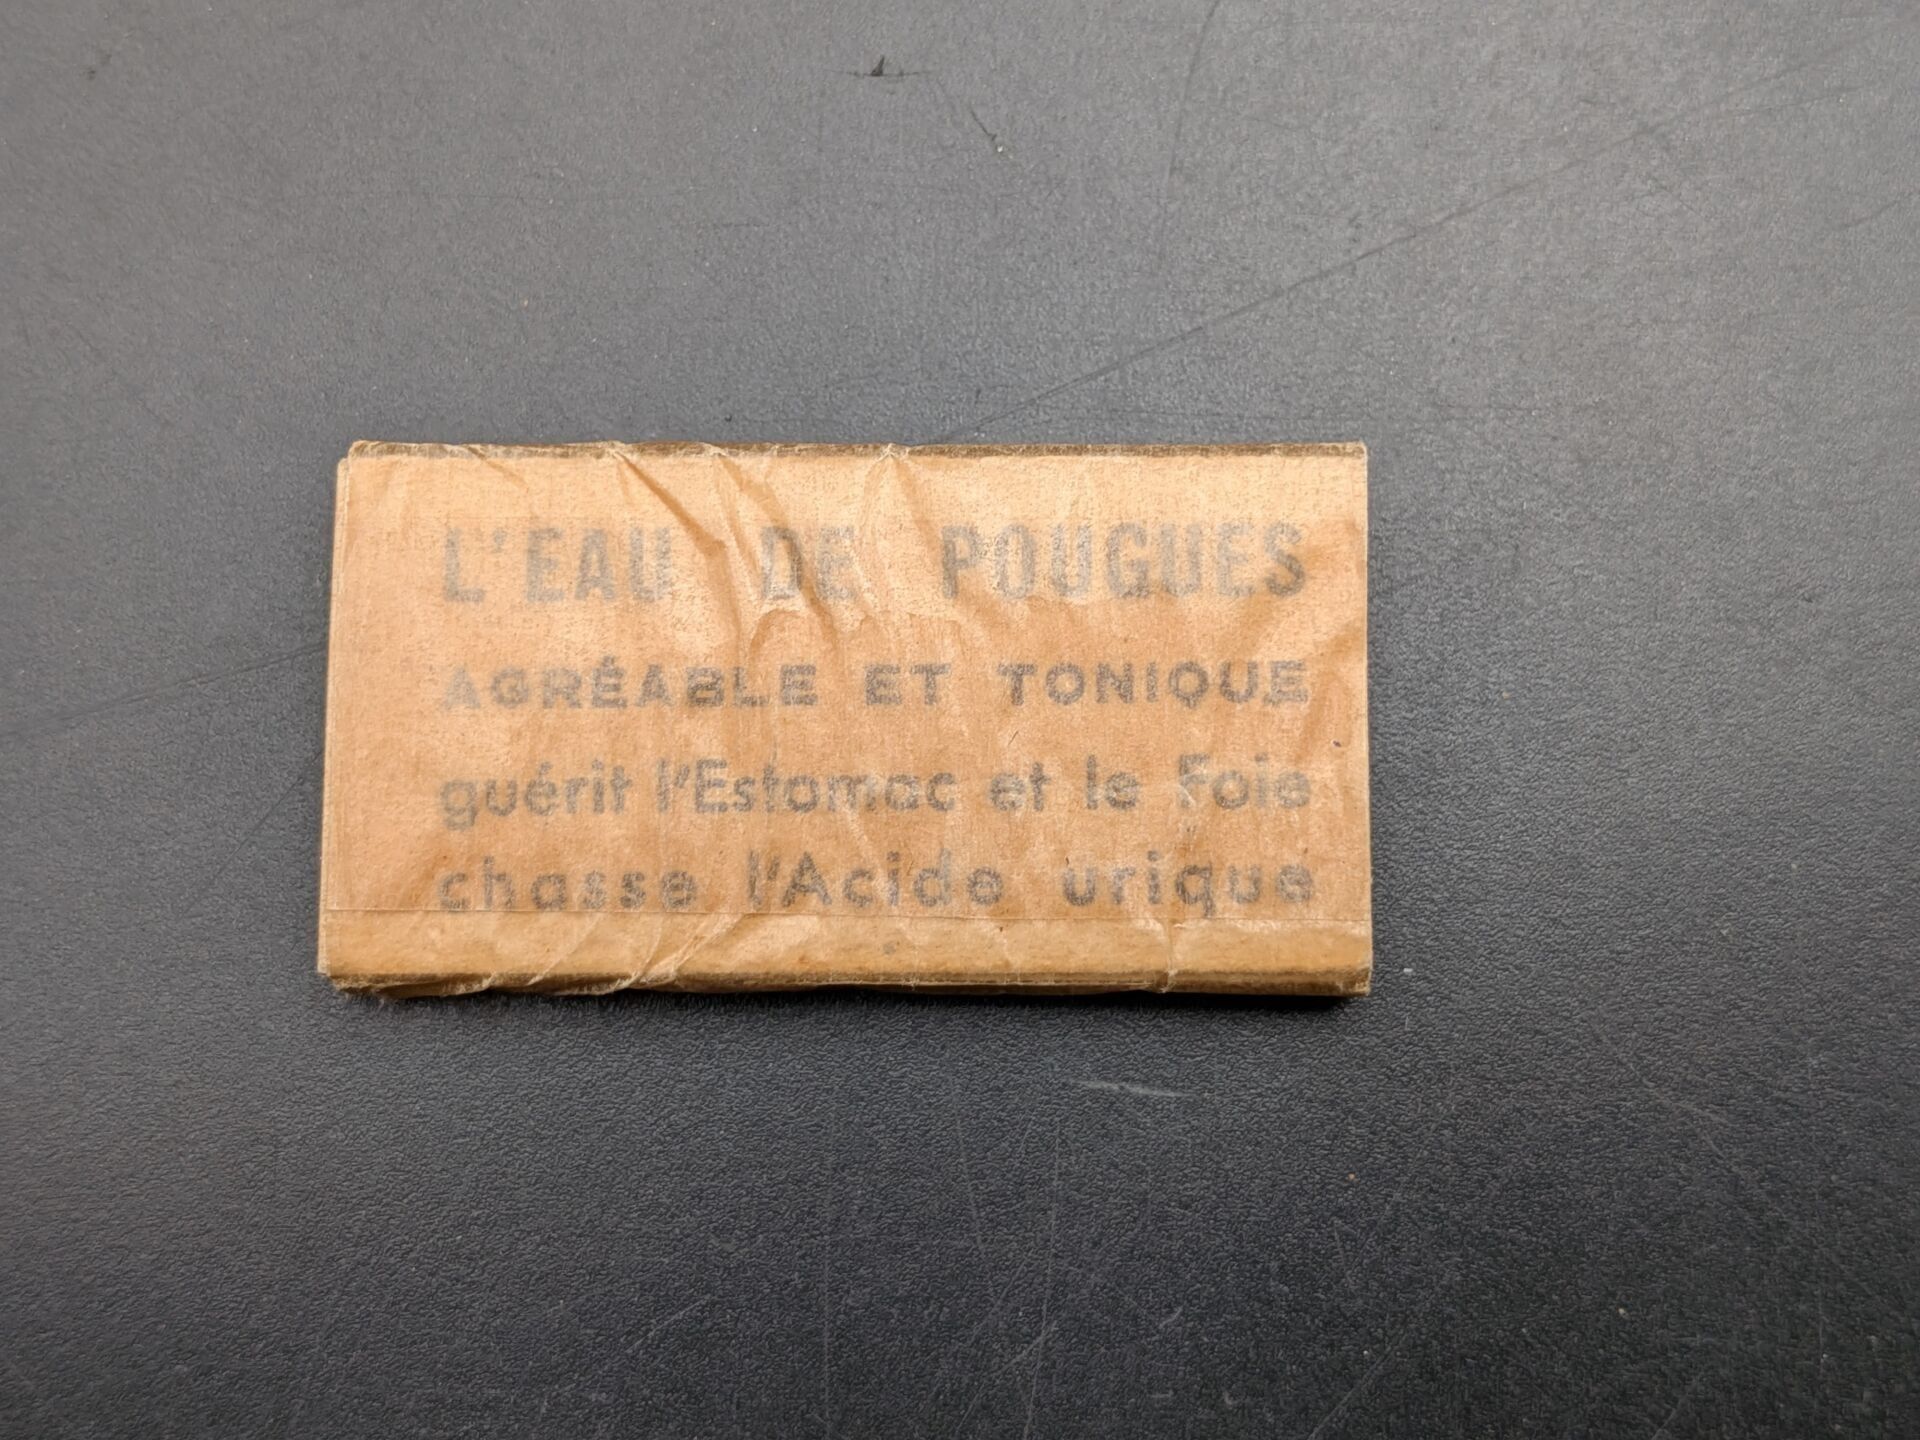 L'EAU DE POUGUES
AGRÉABLE ET TONIQUE
guérit l'Estomac et le Foie
chasse l'Acide urique